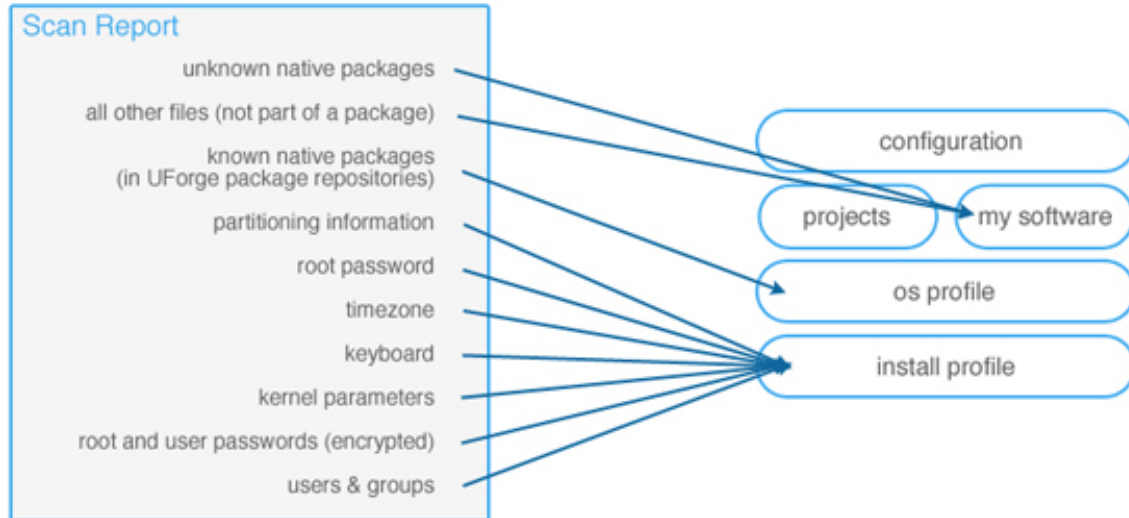 Scan Report
unknown native packages
all other files (not part of a package)
known native packages
(in UForge package repositories)
partitioning information
root password
timezone
keyboard
kernel parameters
root and user passwords (encrypted)
users & groups
configuration
projects
my software
os profile
install profile